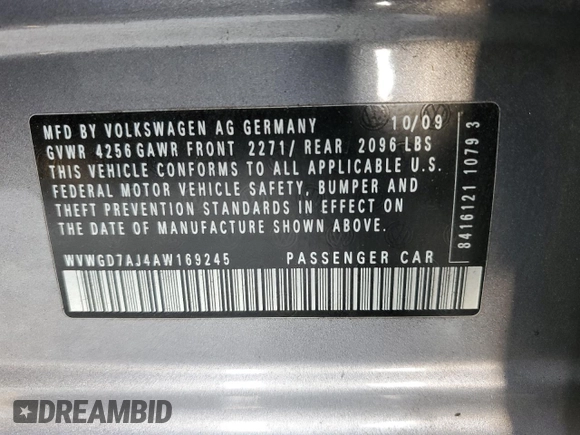 MFD BY VOLKSWAGEN AG GERMANY 10/09
GVWR 4256 GAWR FRONT 2271/ REAR 2096 LBS
THIS VEHICLE CONFORMS TO ALL APPLICABLE U.S.
FEDERAL MOTOR VEHICLE SAFETY, BUMPER AND
THEFT PREVENTION STANDARDS IN EFFECT ON
THE DATE OF MANUFACTURE SHOWN ABOVE.
WVWGD7AJ4AW169245 PASSENGER CAR
8416121 1079 3
DREAMBID